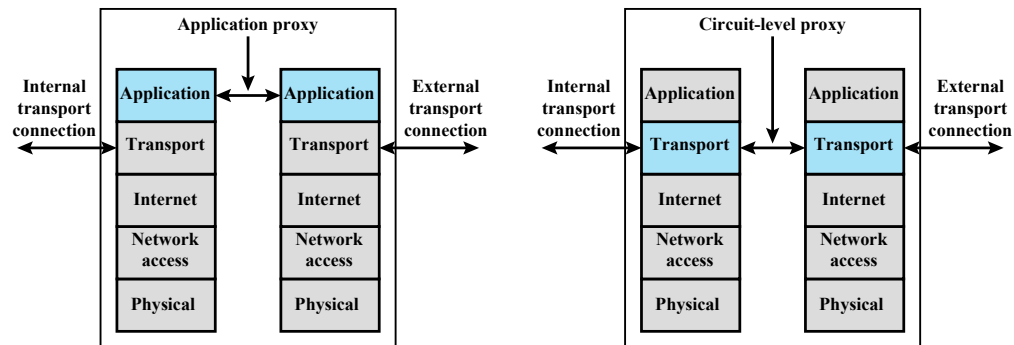 Application proxy
Internal
transport
connection
Application
Transport
Internet
Network
access
Physical
Application
Transport
Internet
Network
access
Physical
External
transport
connection
Circuit-level proxy
Internal
transport
connection
Application
Transport
Internet
Network
access
Physical
Application
Transport
Internet
Network
access
Physical
External
transport
connection